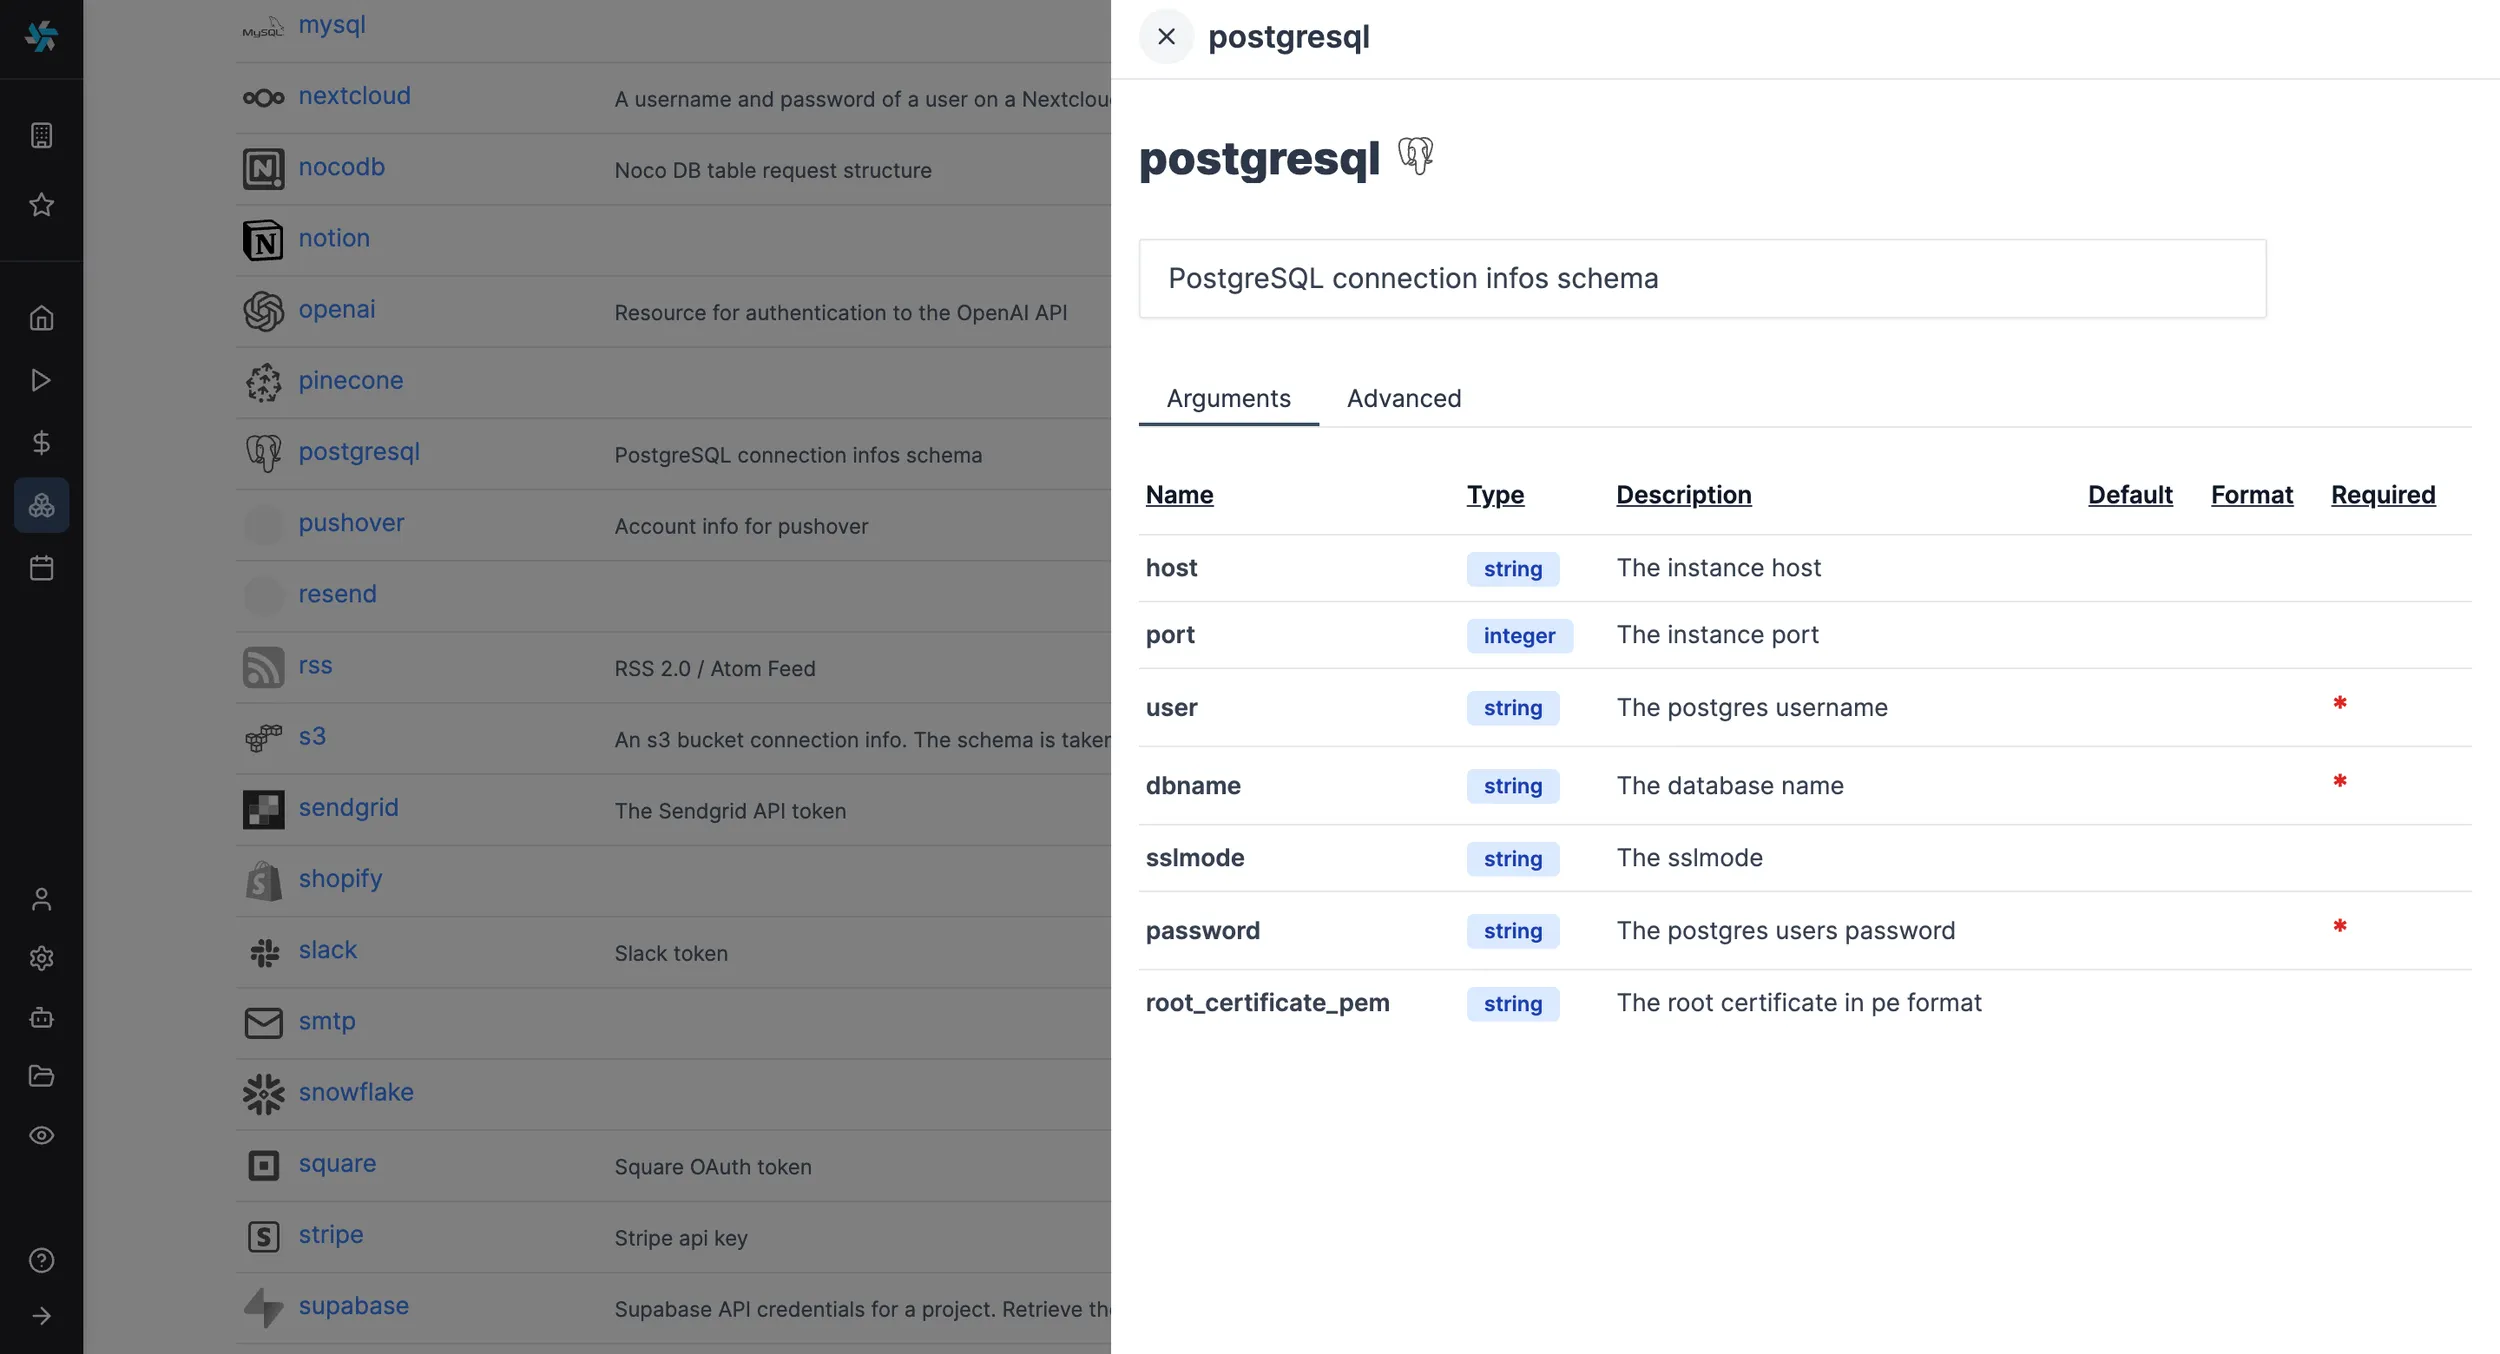 MySQL mysql
nextcloud A username and password of a user on a Nextclou
nocodb Noco DB table request structure
notion
openai Resource for authentication to the OpenAI API
pinecone
postgresql PostgreSQL connection infos schema
pushover Account info for pushover
resend
rss RSS 2.0 / Atom Feed
s3 An s3 bucket connection info. The schema is taken
sendgrid The Sendgrid API token
shopify
slack Slack token
smtp
snowflake
square Square OAuth token
stripe Stripe api key
supabase Supabase API credentials for a project. Retrieve the
postgresql
postgresql
PostgreSQL connection infos schema
Arguments Advanced
Name Type Description Default Format Required
host string The instance host
port integer The instance port
user string The postgres username *
dbname string The database name *
sslmode string The sslmode
password string The postgres users password *
root_certificate_pem string The root certificate in pe format